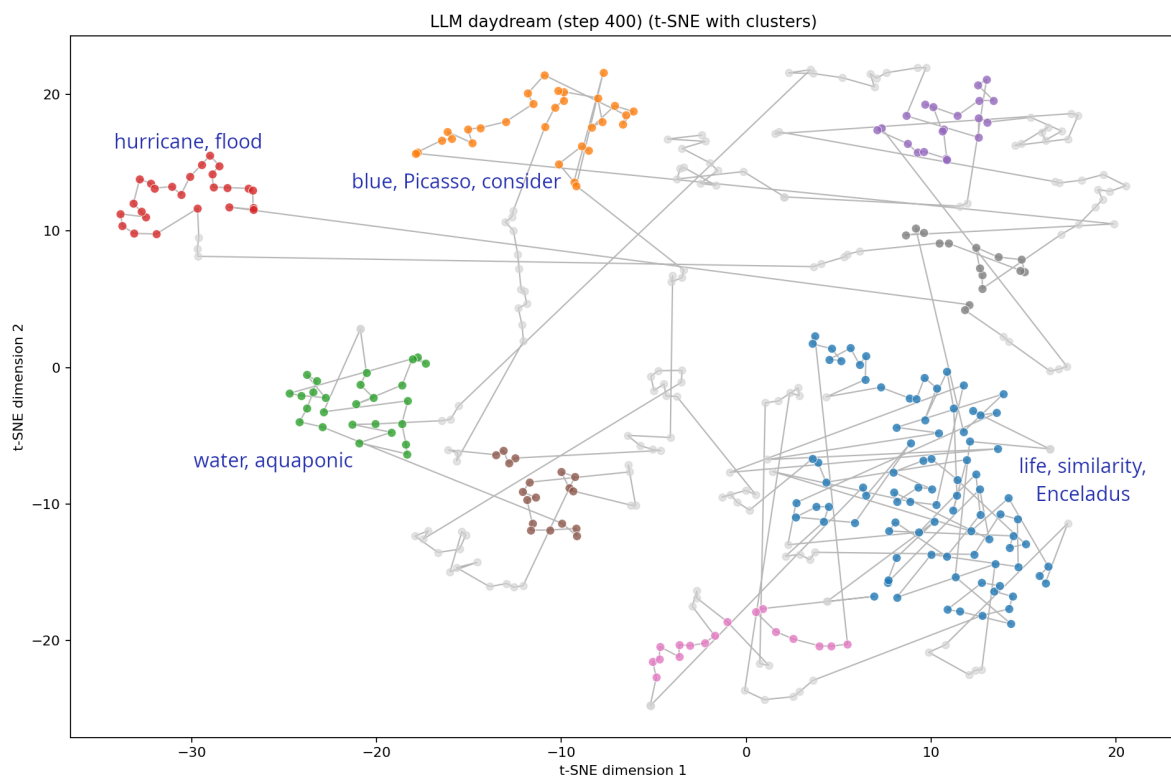 LLM daydream (step 400) (t-SNE with clusters)
20
10
0
−10
−20
t-SNE dimension 2
hurricane, flood
blue, Picasso, consider
water, aquaponic
life, similarity,
Enceladus
−30
−20
−10
0
10
20
t-SNE dimension 1